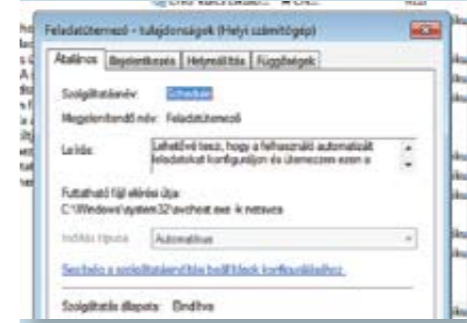 Feladatütemező - tulajdonságok (Helyi számítógép)
Általános Bejelentkezés Helyreállítás Függőségek
Szolgáltatásnév: Schedule
Megjelenítendő név: Feladatütemező
Leírás: Lehetővé teszi, hogy a felhasználó automatizált
feladatokat konfiguráljon és ütemezzen ezen a
Futtatható fájl elérési útja:
C:\Windows\system32\svchost.exe -k netsvcs
Indítás típusa: Automatikus
Segítség a szolgáltatásindítás beállítások konfigurálásához.
Szolgáltatás állapota: Elindítva